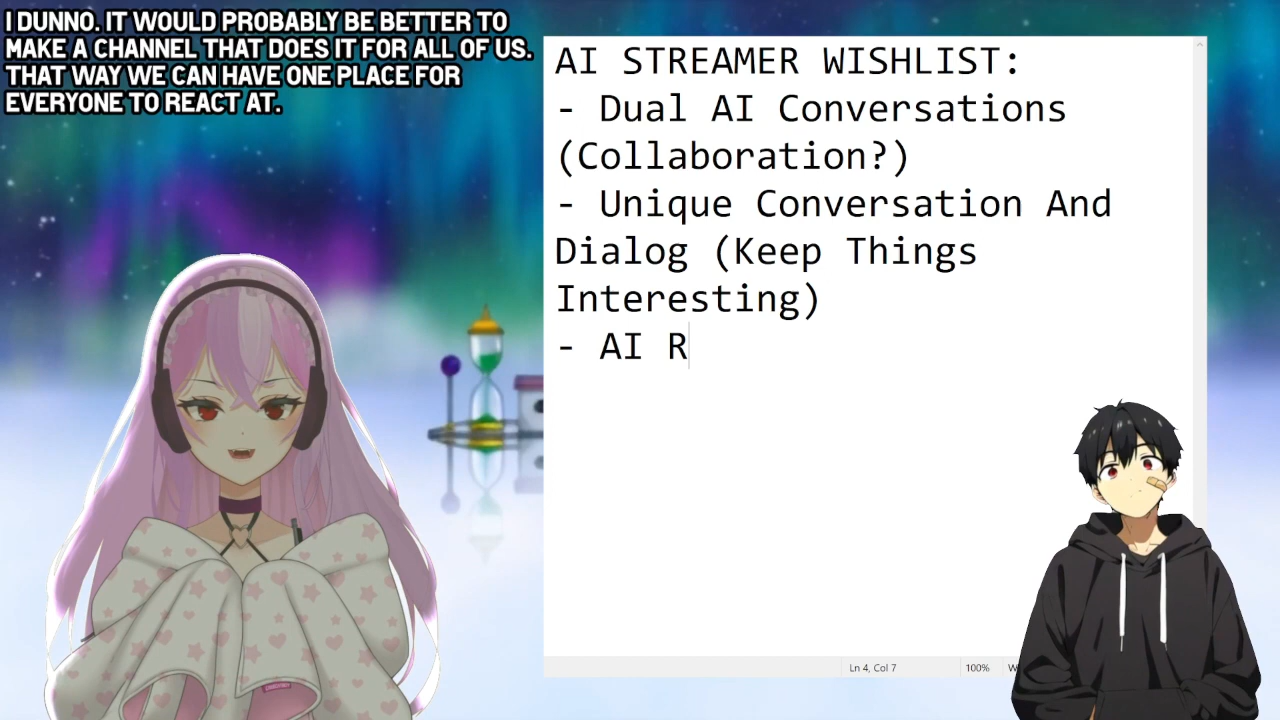 I DUNNO. IT WOULD PROBABLY BE BETTER TO
MAKE A CHANNEL THAT DOES IT FOR ALL OF US.
THAT WAY WE CAN HAVE ONE PLACE FOR
EVERYONE TO REACT AT.
AI STREAMER WISHLIST:
- Dual AI Conversations
(Collaboration?)
- Unique Conversation And
Dialog (Keep Things
Interesting)
- AI R
Ln 4, Col 7
100%